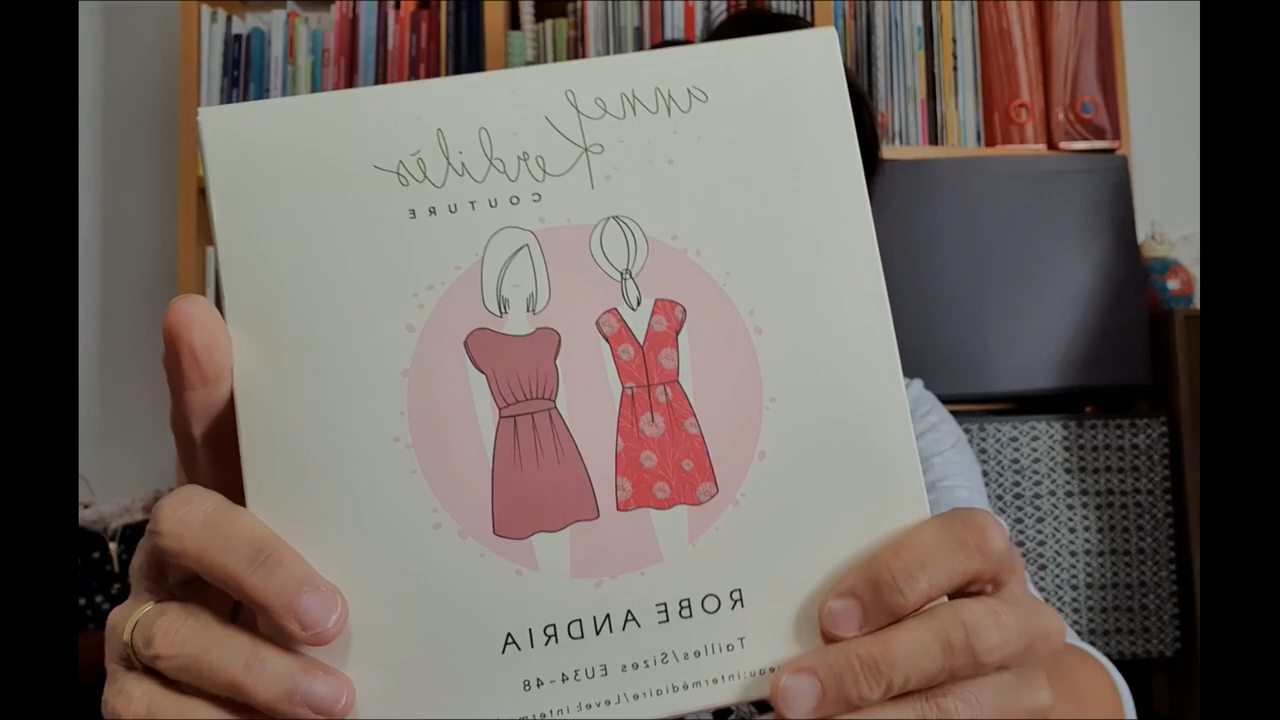 anne
Kerdilès
COUTURE
ROBE ANDRIA
Tailles/Sizes EU34-48
intermédiaire/Level: